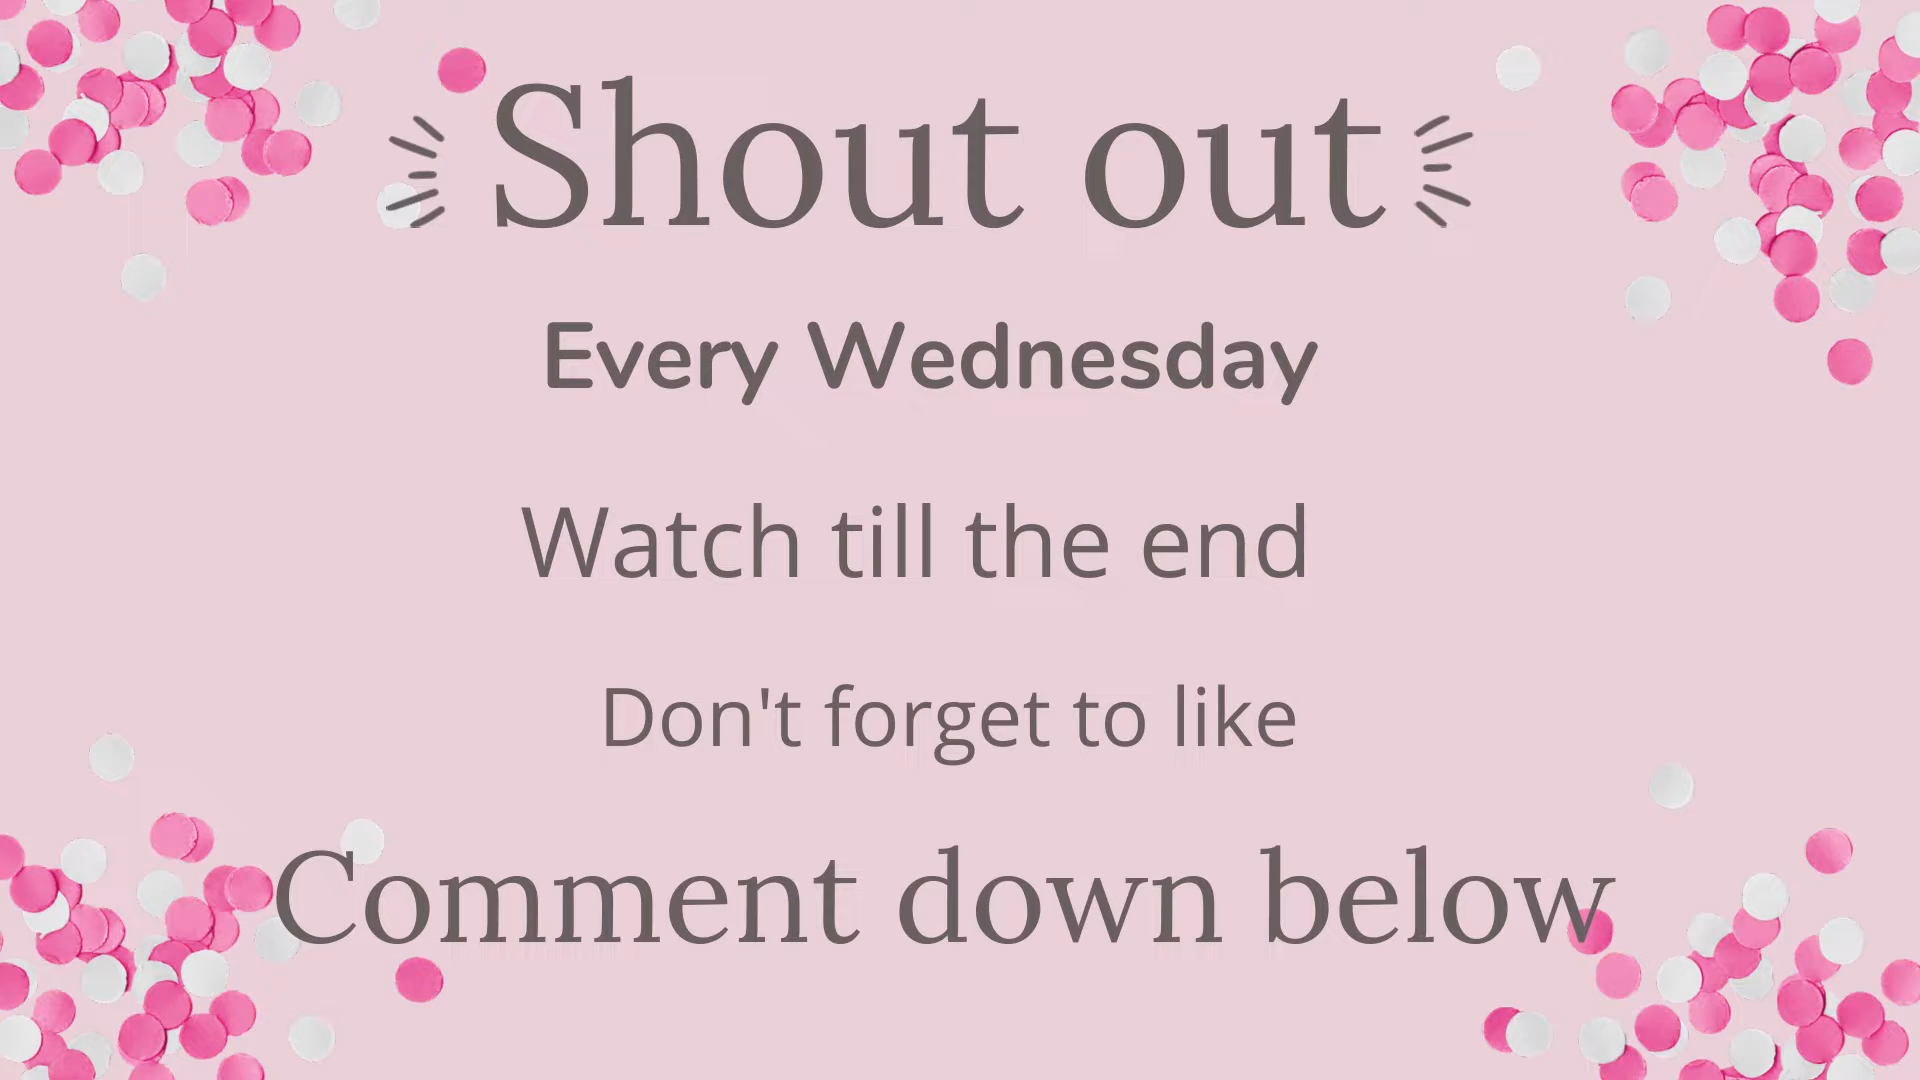 Shout out
Every Wednesday
Watch till the end
Don't forget to like
Comment down below